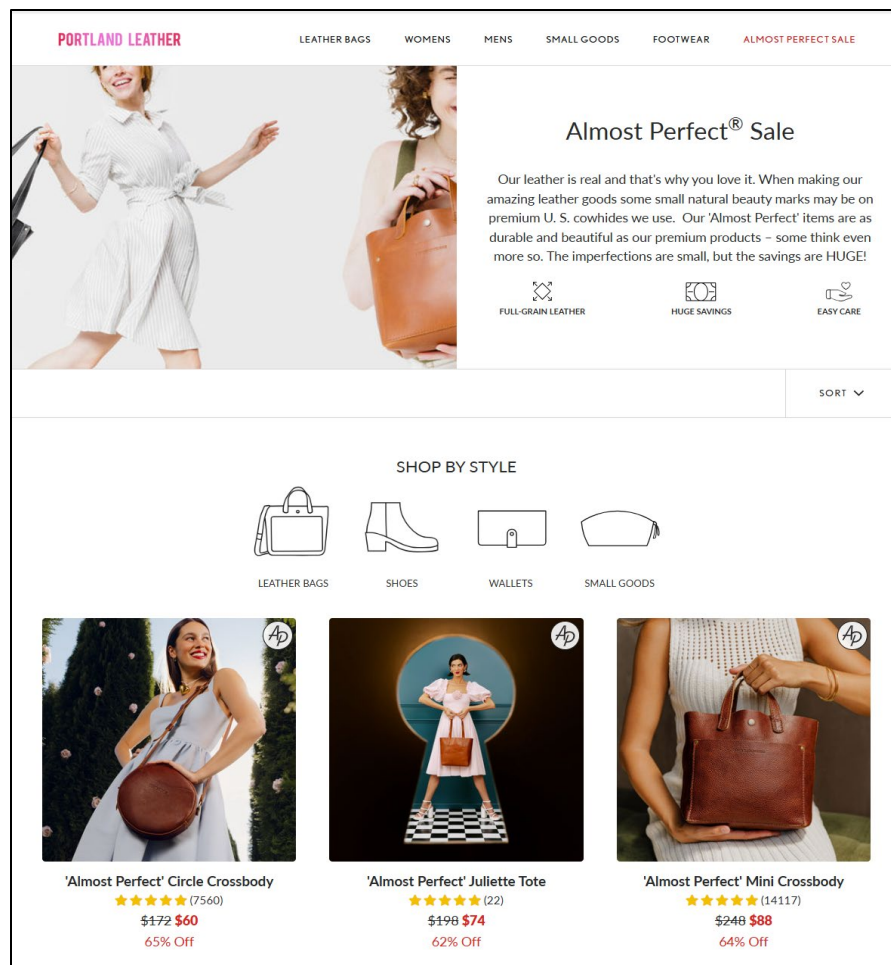 PORTLAND LEATHER
LEATHER BAGS WOMENS MENS SMALL GOODS FOOTWEAR ALMOST PERFECT SALE
Almost Perfect® Sale
Our leather is real and that's why you love it. When making our
amazing leather goods some small natural beauty marks may be on
premium U. S. cowhides we use. Our 'Almost Perfect' items are as
durable and beautiful as our premium products – some think even
more so. The imperfections are small, but the savings are HUGE!
FULL-GRAIN LEATHER HUGE SAVINGS EASY CARE
SORT
SHOP BY STYLE
LEATHER BAGS SHOES WALLETS SMALL GOODS
AP AP AP
'Almost Perfect' Circle Crossbody 'Almost Perfect' Juliette Tote 'Almost Perfect' Mini Crossbody
(7560) (22) (14117)
$172 $60 $198 $74 $248 $88
65% Off 62% Off 64% Off